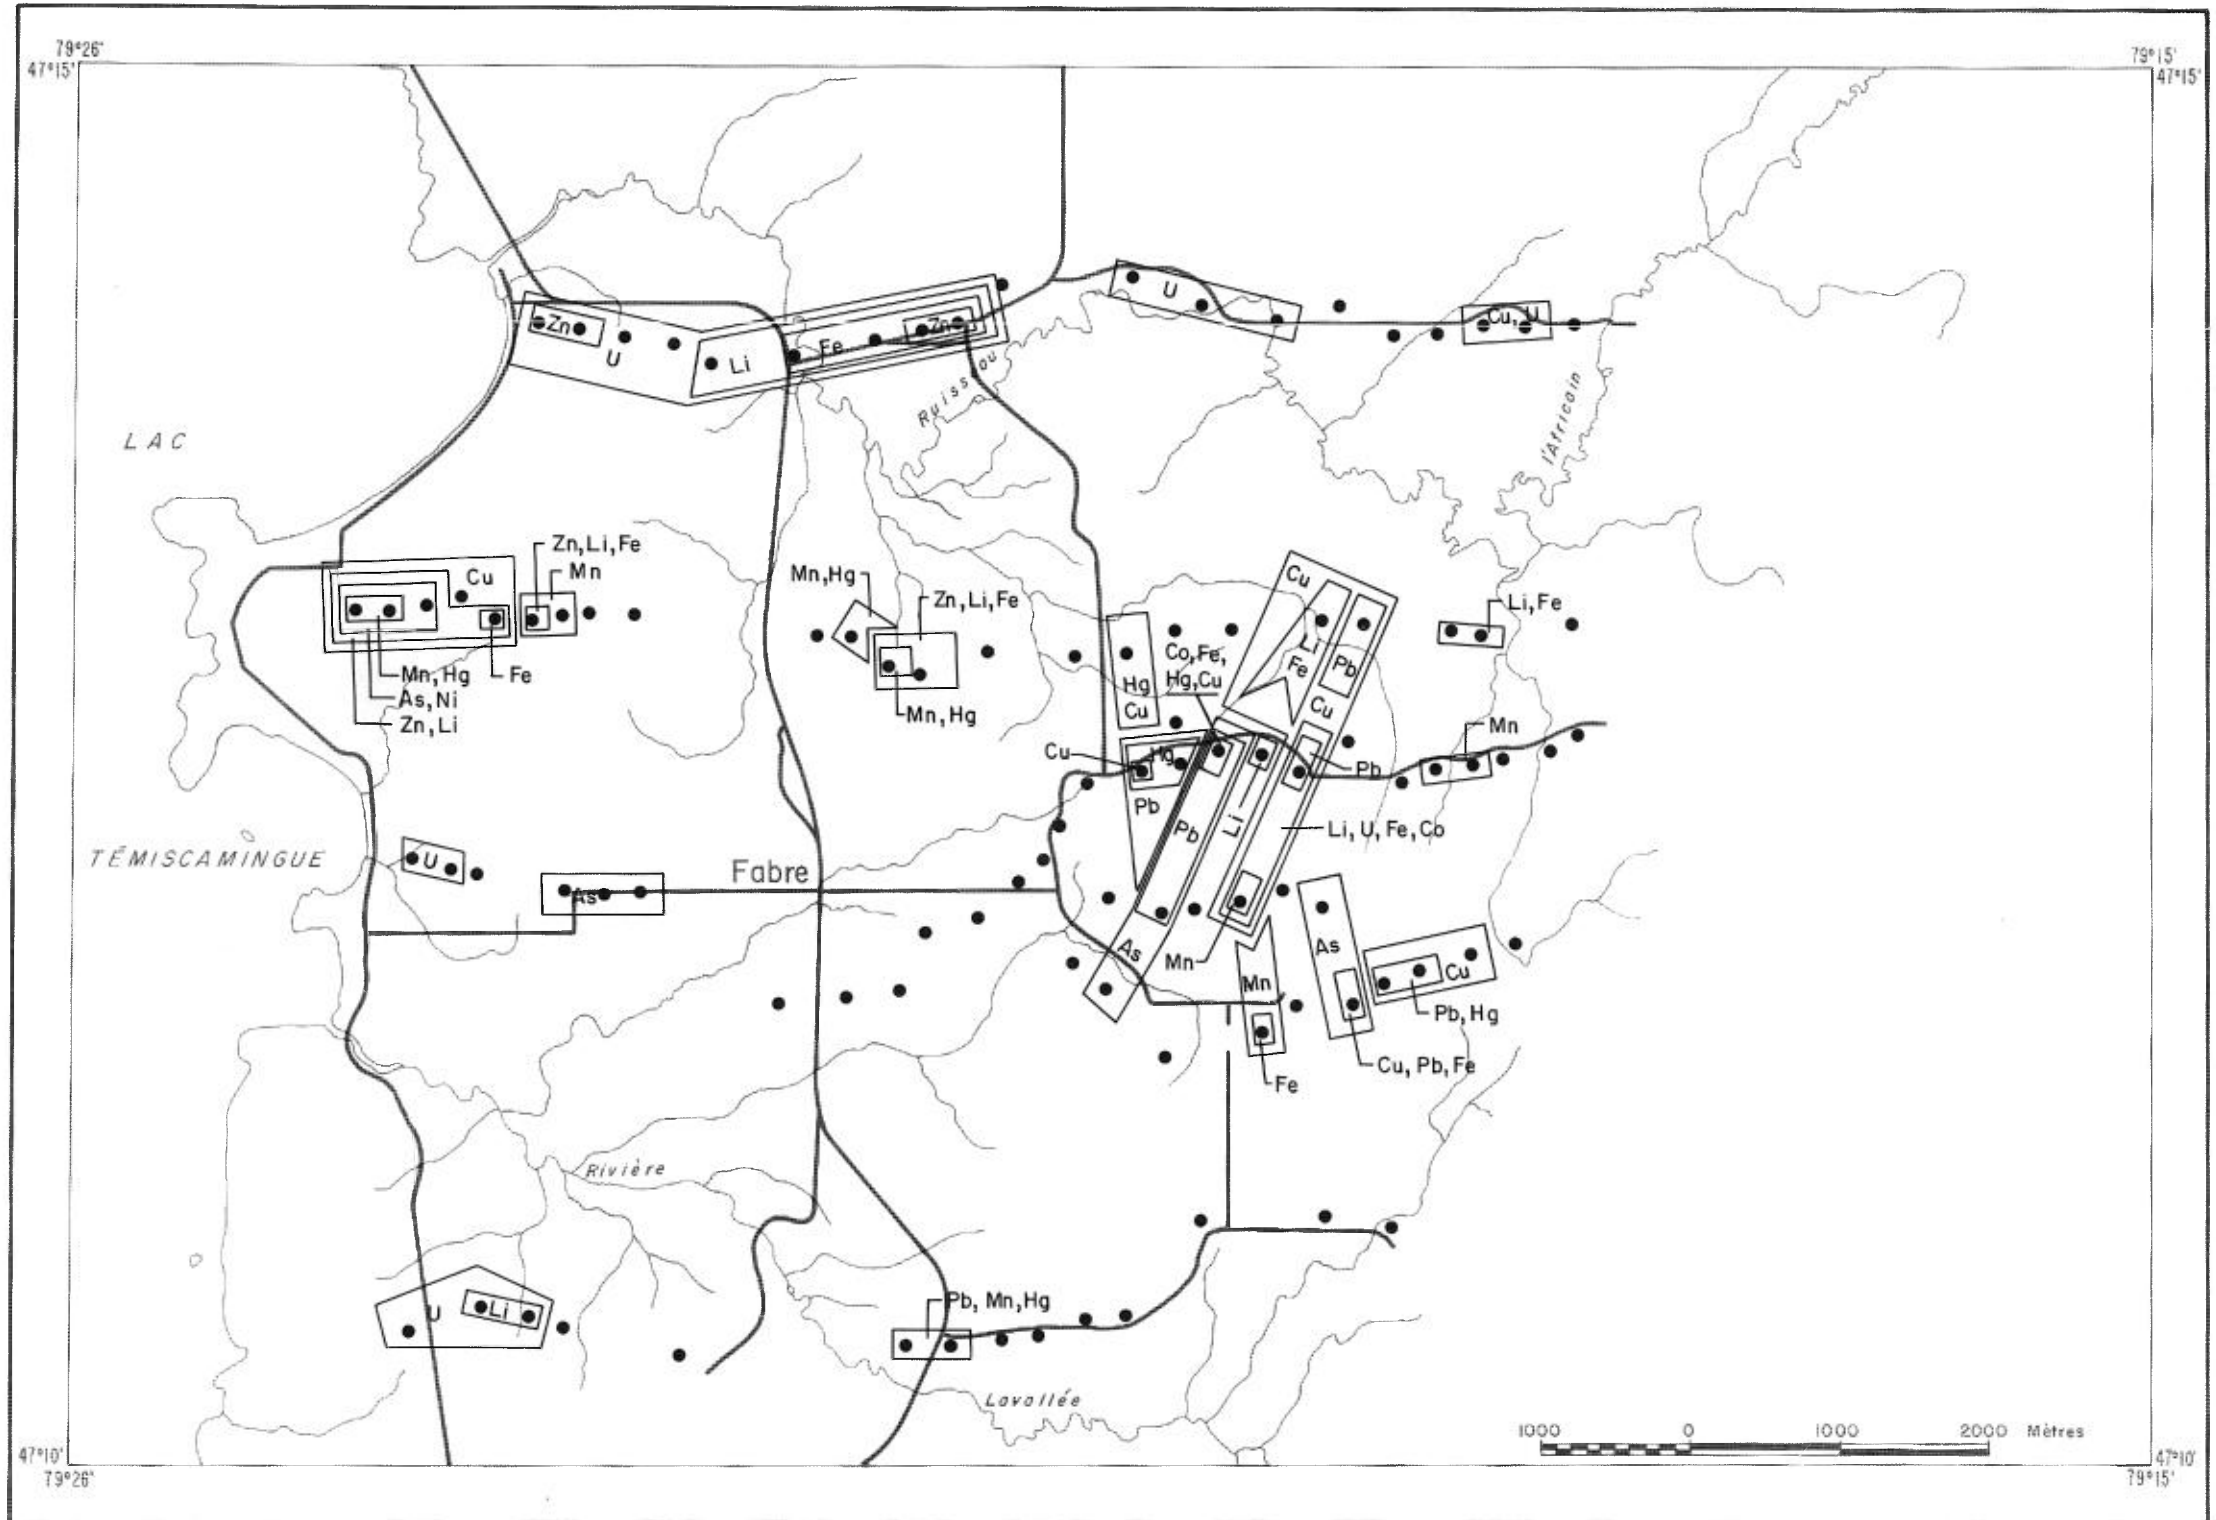 79°26'
79°15'
47°15'
47°15'
U
Zn
Zn
Cu, U
U
Li
Fe
Ruisseau
l'Africain
LAC
Zn, Li, Fe
Cu
Mn
Mn, Hg
Zn, Li, Fe
Cu
Li, Fe
Li
Co, Fe,
Hg, Cu
Fe
Pb
Mn, Hg
Fe
As, Ni
Zn, Li
Hg
Cu
Mn, Hg
Cu
Mn
Cu
Hg
Pb
Pb
Pb
Li
Li, U, Fe, Co
TÉMISCAMINGUE
U
Fabre
As
As
Mn
As
Mn
Cu
Pb, Hg
Cu, Pb, Fe
Fe
Rivière
Pb, Mn, Hg
U
Li
Lavallée
1000 0 1000 2000 Mètres
47°10'
47°10'
79°26'
79°15'